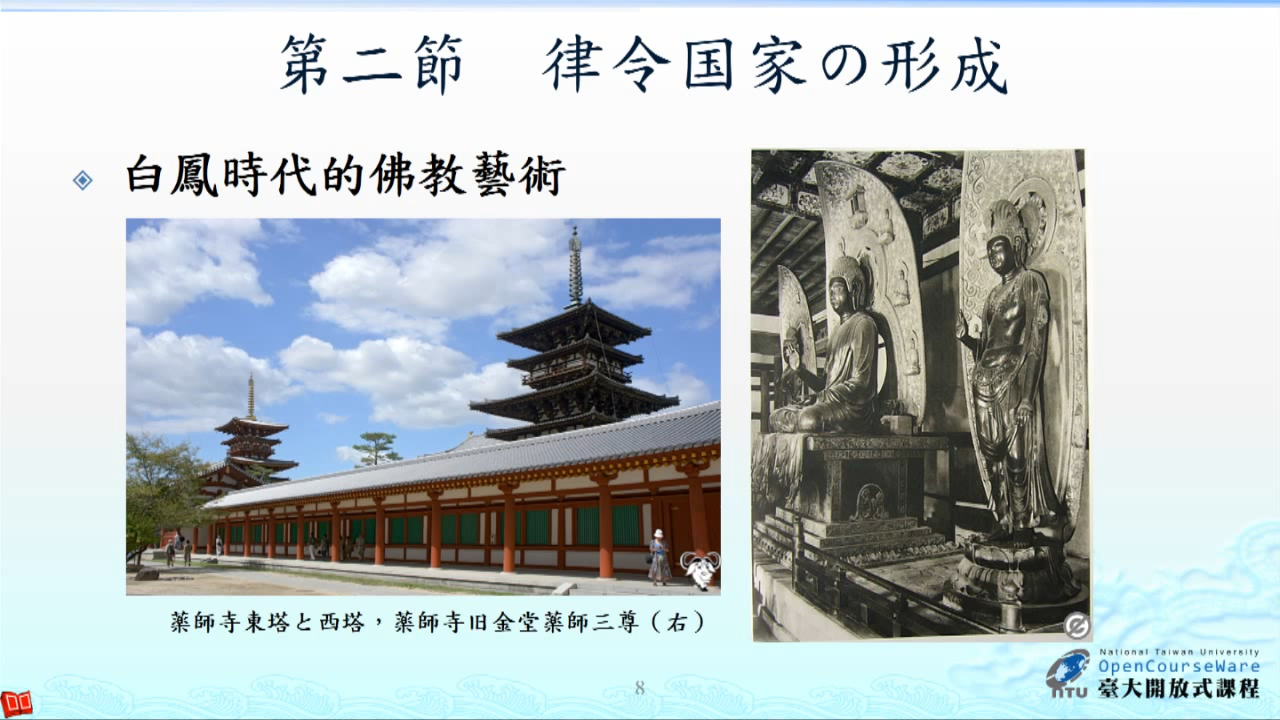 第二節　律令国家の形成
白鳳時代的佛教藝術
薬師寺東塔と西塔，薬師寺旧金堂薬師三尊（右）
8
National Taiwan University
OpenCourseWare
NTU 臺大開放式課程